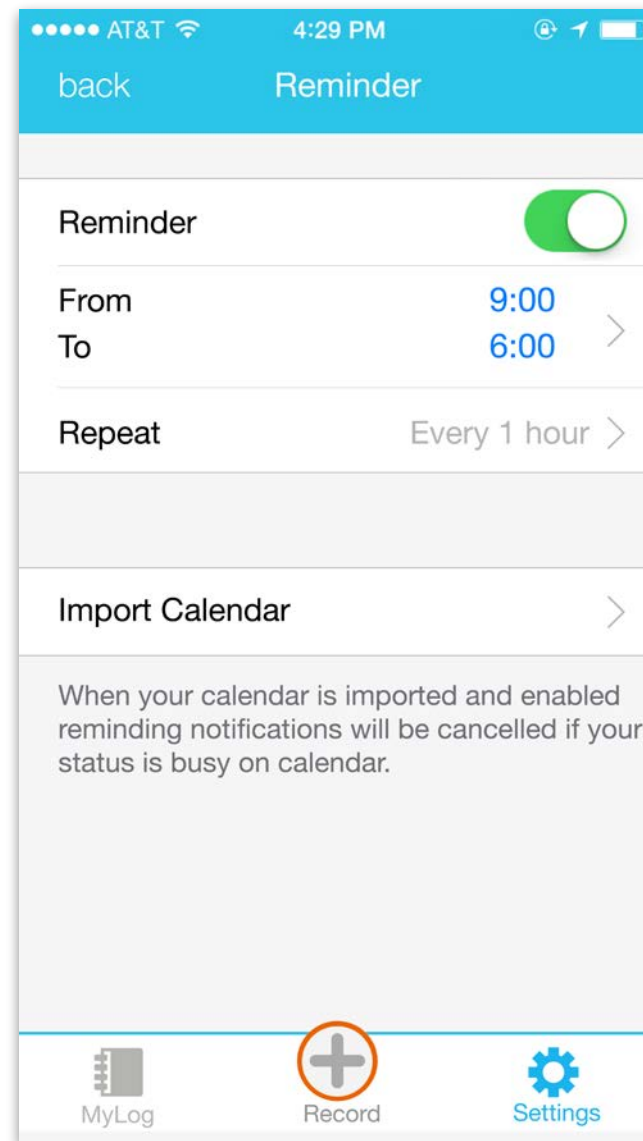 AT&T 4:29 PM
back Reminder
Reminder
From 9:00
To 6:00
Repeat Every 1 hour
Import Calendar
When your calendar is imported and enabled
reminding notifications will be cancelled if your
status is busy on calendar.
MyLog Record Settings